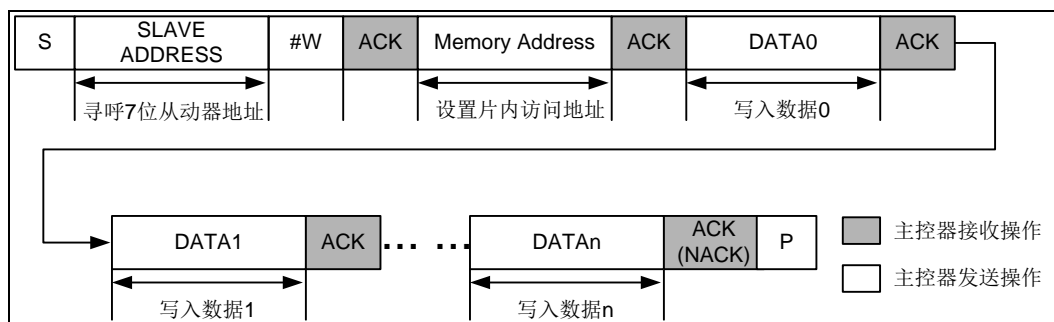 S SLAVE ADDRESS #W ACK Memory Address ACK DATA0 ACK
寻呼7位从动器地址 设置片内访问地址 写入数据0
DATA1 ACK ... ... DATAn ACK (NACK) P
写入数据1 写入数据n
主控器接收操作
主控器发送操作